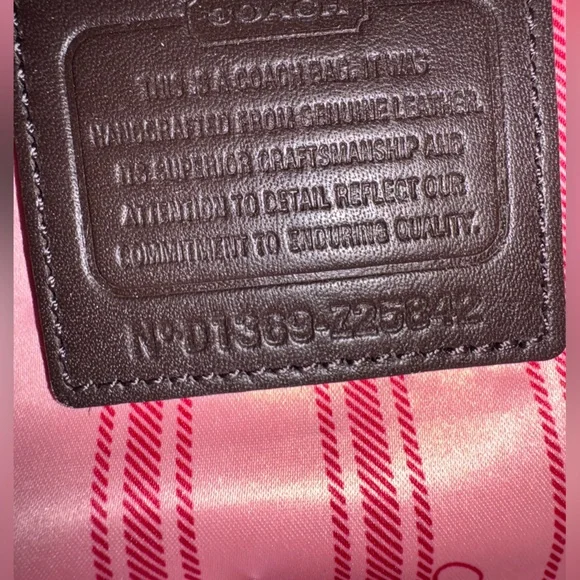 COACH
THIS IS A COACH BAG. IT WAS
HANDCRAFTED FROM GENUINE LEATHER.
ITS SUPERIOR CRAFTSMANSHIP AND
ATTENTION TO DETAIL REFLECT OUR
COMMITMENT TO ENDURING QUALITY.
Nº D1369-Z25842